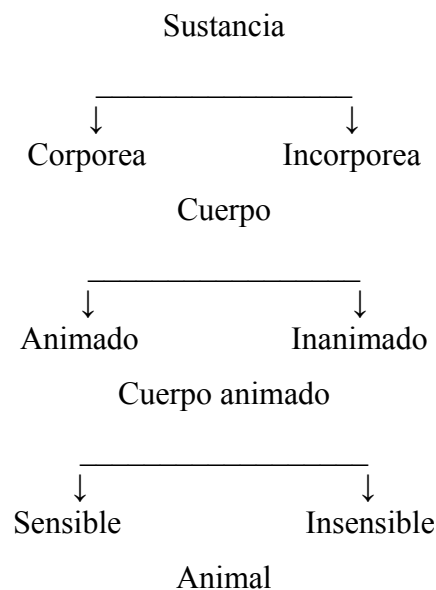 Sustancia
Corporea Incorporea
Cuerpo
Animado Inanimado
Cuerpo animado
Sensible Insensible
Animal